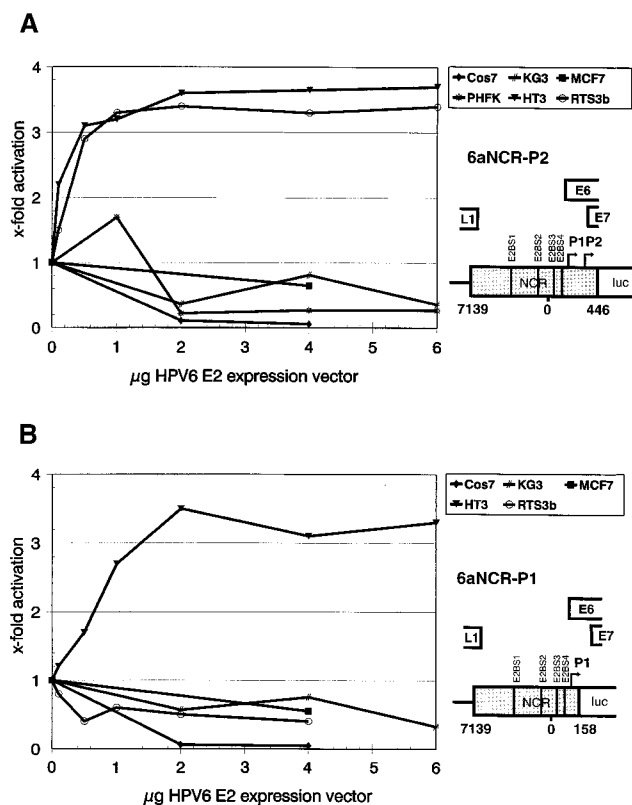 A
x-fold activation
4
3
2
1
0
0 1 2 3 4 5 6
µg HPV6 E2 expression vector
Cos7 KG3 MCF7
PHFK HT3 RTS3b
6aNCR-P2
E6
L1 E7
E2BS1 E2BS2 E2BS3 E2BS4 P1P2
NCR luc
7139 0 446
B
x-fold activation
4
3
2
1
0
0 1 2 3 4 5 6
µg HPV6 E2 expression vector
Cos7 KG3 MCF7
HT3 RTS3b
6aNCR-P1
E6
L1 E7
E2BS1 E2BS2 E2BS3 E2BS4 P1
NCR luc
7139 0 158